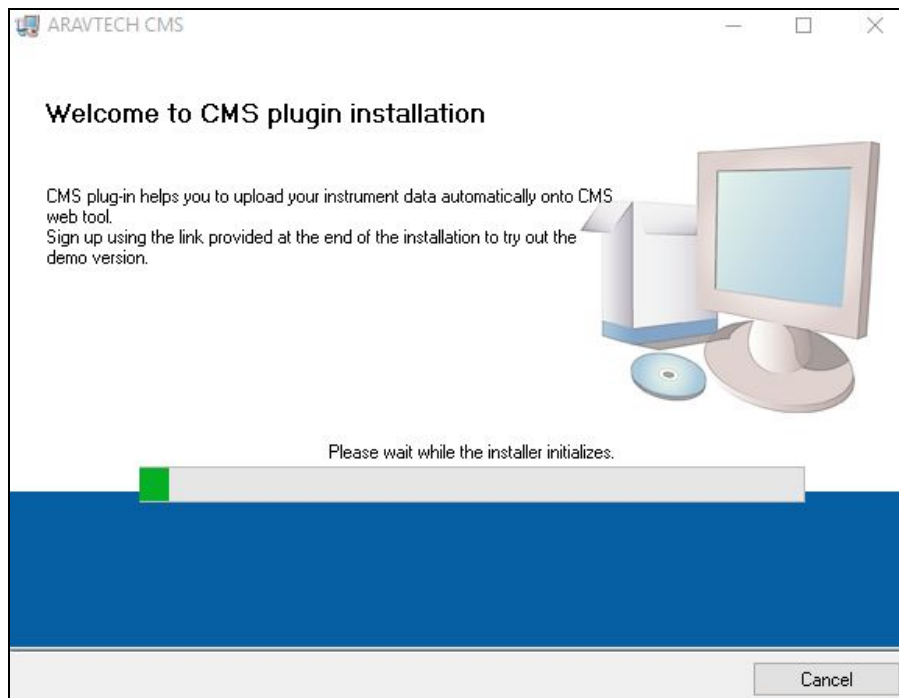 ARAVTECH CMS
Welcome to CMS plugin installation
CMS plug-in helps you to upload your instrument data automatically onto CMS
web tool.
Sign up using the link provided at the end of the installation to try out the
demo version.
Please wait while the installer initializes.
Cancel